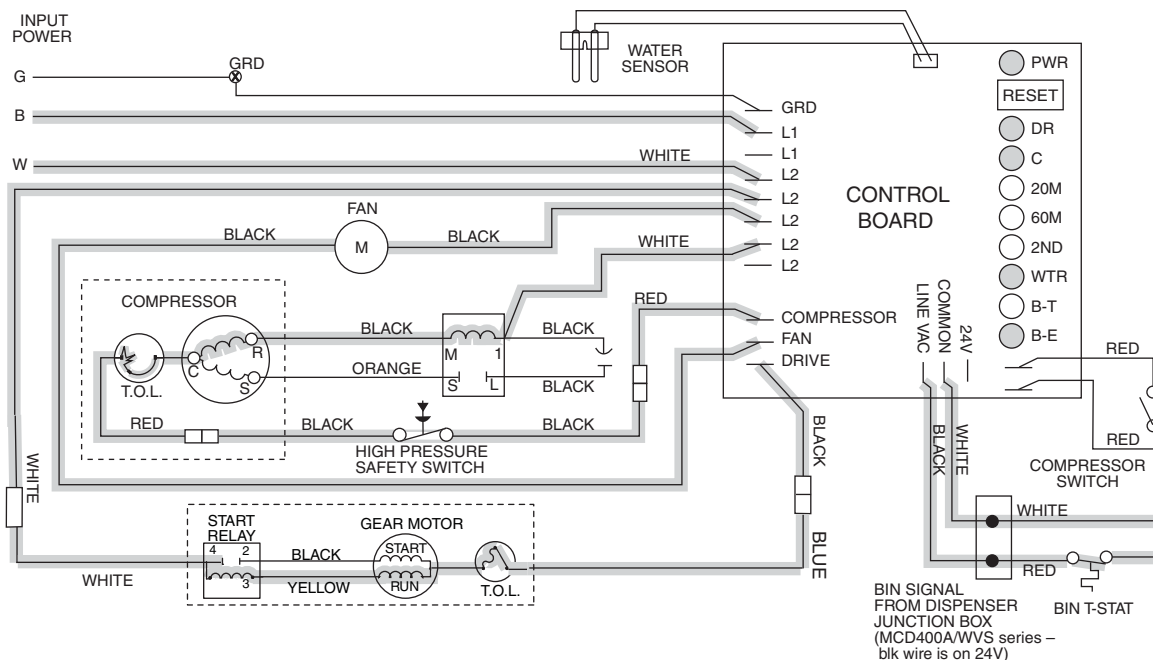 INPUT
POWER
G
GRD
B
W
WATER
SENSOR
GRD
L1
L1
WHITE
L2
L2
L2
L2
L2
CONTROL
BOARD
PWR
RESET
DR
C
20M
60M
2ND
WTR
B-T
B-E
FAN
M
BLACK
BLACK
WHITE
COMPRESSOR
R
C
S
T.O.L.
BLACK
ORANGE
M
1
S
L
BLACK
BLACK
RED
COMPRESSOR
FAN
DRIVE
LINE VAC
COMMON
24V
RED
RED
COMPRESSOR
SWITCH
RED
BLACK
BLACK
HIGH PRESSURE
SAFETY SWITCH
WHITE
BLACK
BLUE
BLACK
WHITE
START
RELAY
4
2
3
GEAR MOTOR
START
RUN
T.O.L.
BLACK
YELLOW
WHITE
WHITE
RED
BIN T-STAT
BIN SIGNAL
FROM DISPENSER
JUNCTION BOX
(MCD400A/WVS series –
blk wire is on 24V)